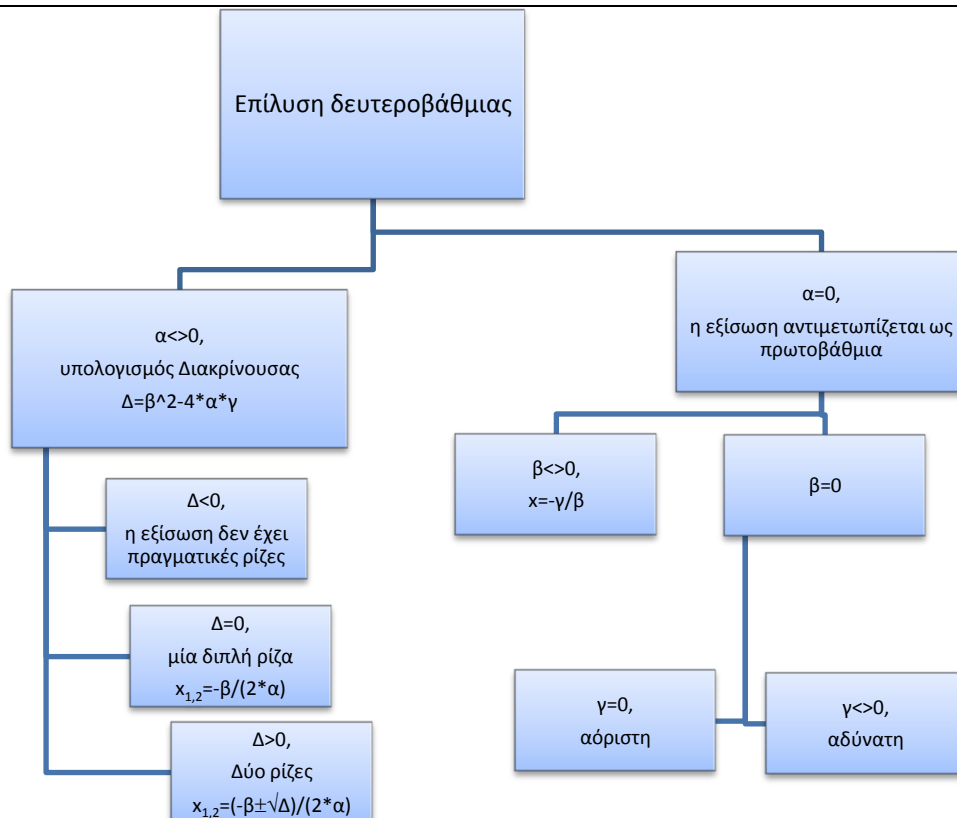 Επίλυση δευτεροβάθμιας
α<>0,
υπολογισμός Διακρίνουσας
Δ=β^2-4*α*γ
Δ<0,
η εξίσωση δεν έχει
πραγματικές ρίζες
Δ=0,
μία διπλή ρίζα
x1,2=-β/(2*α)
Δ>0,
Δύο ρίζες
x1,2=(-β±√Δ)/(2*α)
α=0,
η εξίσωση αντιμετωπίζεται ως
πρωτοβάθμια
β<>0,
x=-γ/β
β=0
γ=0,
αόριστη
γ<>0,
αδύνατη